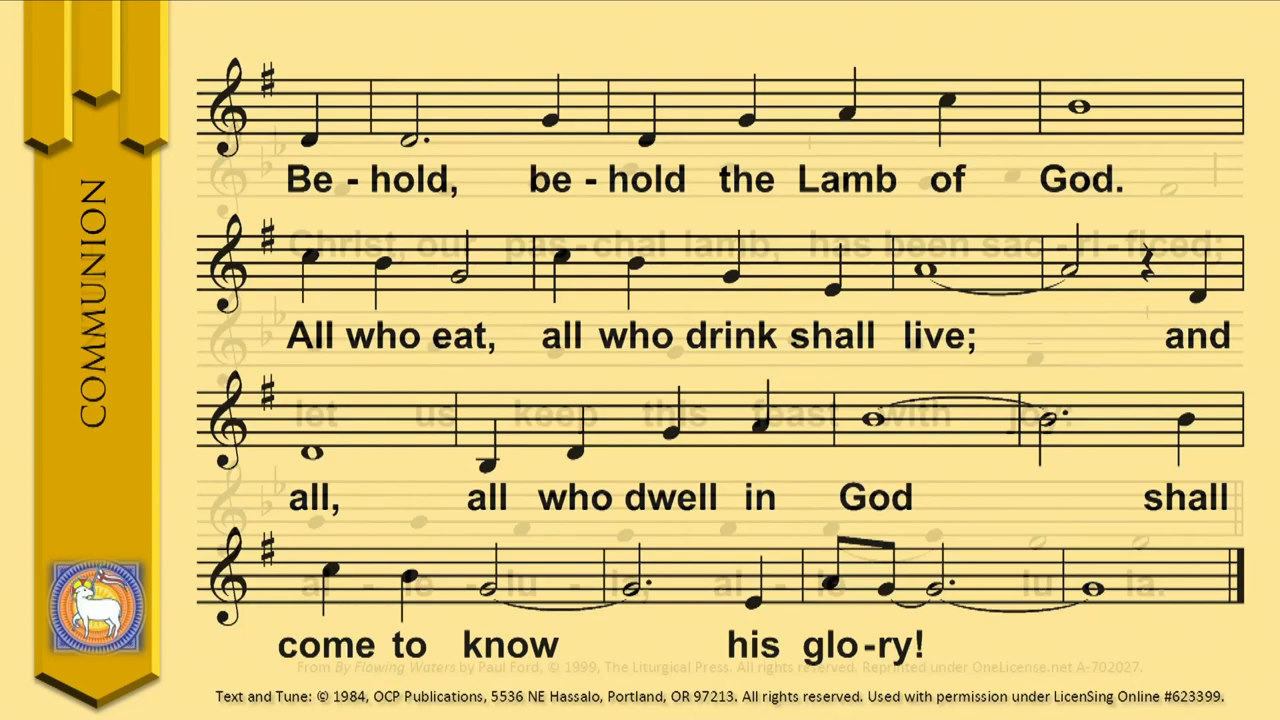 COMMUNION
Be - hold, be - hold the Lamb of God.
Christ, our pas - chal lamb, has been sac - ri - ficed;
All who eat, all who drink shall live; and
let us keep this feast with joy.
all, all who dwell in God shall
al - le - lu - ia, al - le lu ia.
come to know his glo - ry!
From By Flowing Waters by Paul Ford. © 1999, The Liturgical Press. All rights reserved. Reprinted under OneLicense.net A-702027.
Text and Tune: © 1984, OCP Publications, 5536 NE Hassalo, Portland, OR 97213. All rights reserved. Used with permission under LicenSing Online #623399.